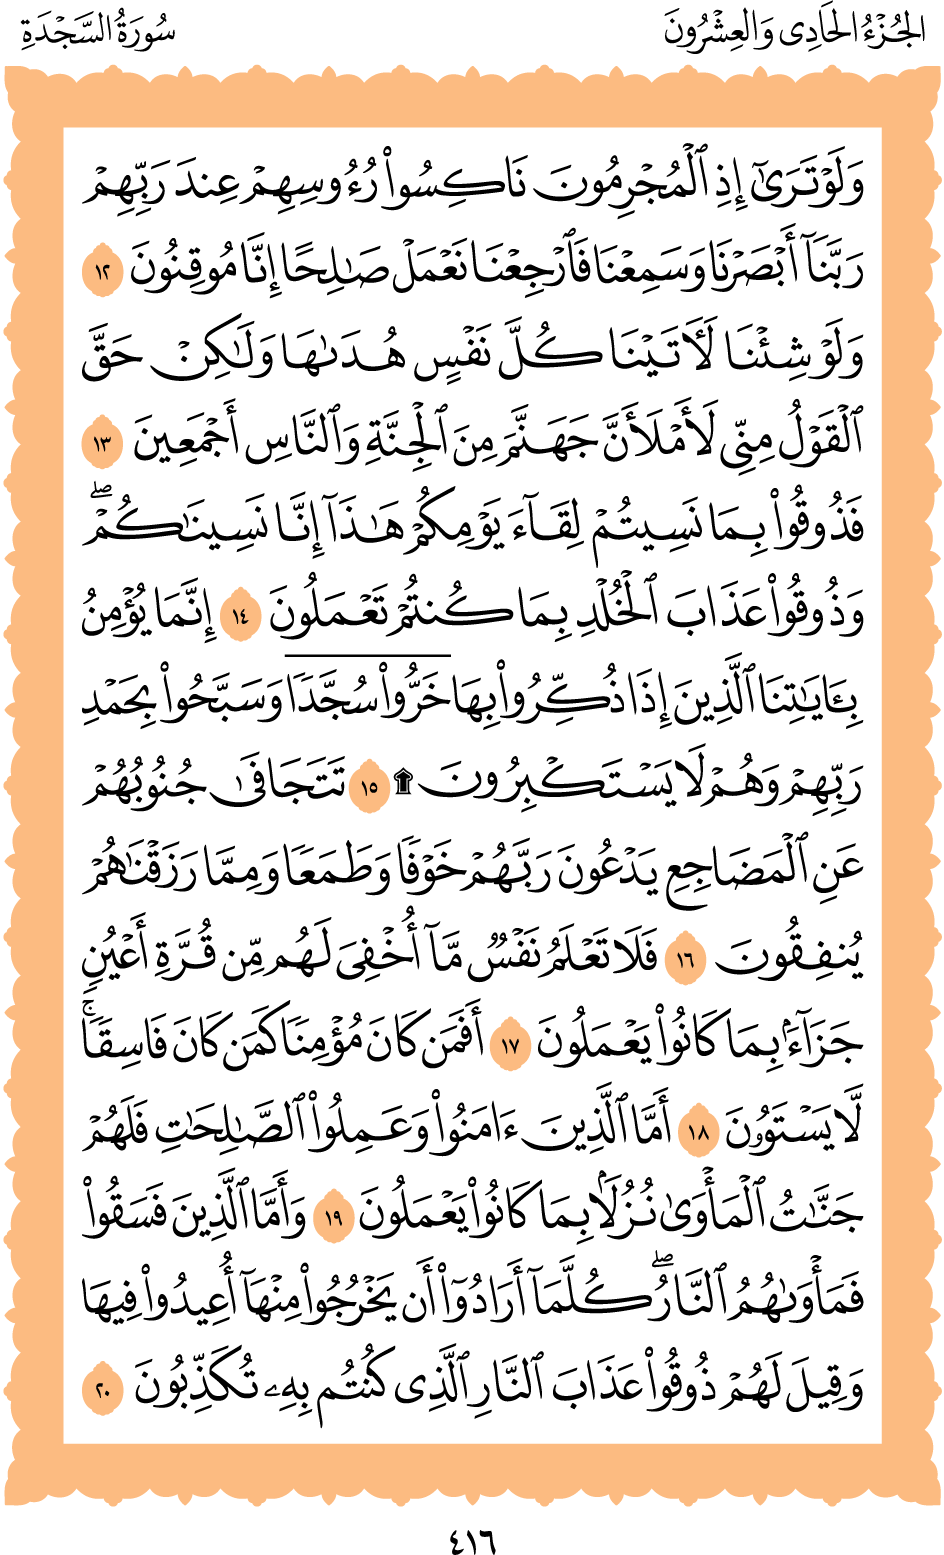 الجُزْءُ الحَادِي وَالعِشْرُونَ
سُورَةُ السَّجْدَةِ
وَلَوْ تَرَىٰٓ إِذِ ٱلْمُجْرِمُونَ نَاكِسُوا۟ رُءُوسِهِمْ عِندَ رَبِّهِمْ
رَبَّنَآ أَبْصَرْنَا وَسَمِعْنَا فَٱرْجِعْنَا نَعْمَلْ صَـٰلِحًا إِنَّا مُوقِنُونَ ١٢
وَلَوْ شِئْنَا لَـَٔاتَيْنَا كُلَّ نَفْسٍ هُدَىٰهَا وَلَـٰكِنْ حَقَّ
ٱلْقَوْلُ مِنِّى لَأَمْلَأَنَّ جَهَنَّمَ مِنَ ٱلْجِنَّةِ وَٱلنَّاسِ أَجْمَعِينَ ١٣
فَذُوقُوا۟ بِمَا نَسِيتُمْ لِقَآءَ يَوْمِكُمْ هَـٰذَآ إِنَّا نَسِينَـٰكُمْ ۖ
وَذُوقُوا۟ عَذَابَ ٱلْخُلْدِ بِمَا كُنتُمْ تَعْمَلُونَ ١٤ إِنَّمَا يُؤْمِنُ
بِـَٔايَـٰتِنَا ٱلَّذِينَ إِذَا ذُكِّرُوا۟ بِهَا خَرُّوا۟ سُجَّدًا وَسَبَّحُوا۟ بِحَمْدِ
رَبِّهِمْ وَهُمْ لَا يَسْتَكْبِرُونَ ۩ ١٥ تَتَجَافَىٰ جُنُوبُهُمْ
عَنِ ٱلْمَضَاجِعِ يَدْعُونَ رَبَّهُمْ خَوْفًا وَطَمَعًا وَمِمَّا رَزَقْنَـٰهُمْ
يُنفِقُونَ ١٦ فَلَا تَعْلَمُ نَفْسٌ مَّآ أُخْفِىَ لَهُم مِّن قُرَّةِ أَعْيُنٍ
جَزَآءًۢ بِمَا كَانُوا۟ يَعْمَلُونَ ١٧ أَفَمَن كَانَ مُؤْمِنًا كَمَن كَانَ فَاسِقًا ۚ
لَّا يَسْتَوُۥنَ ١٨ أَمَّا ٱلَّذِينَ ءَامَنُوا۟ وَعَمِلُوا۟ ٱلصَّـٰلِحَـٰتِ فَلَهُمْ
جَنَّـٰتُ ٱلْمَأْوَىٰ نُزُلًۢا بِمَا كَانُوا۟ يَعْمَلُونَ ١٩ وَأَمَّا ٱلَّذِينَ فَسَقُوا۟
فَمَأْوَىٰهُمُ ٱلنَّارُ ۖ كُلَّمَآ أَرَادُوٓا۟ أَن يَخْرُجُوا۟ مِنْهَآ أُعِيدُوا۟ فِيهَا
وَقِيلَ لَهُمْ ذُوقُوا۟ عَذَابَ ٱلنَّارِ ٱلَّذِى كُنتُم بِهِۦ تُكَذِّبُونَ ٢٠
٤١٦